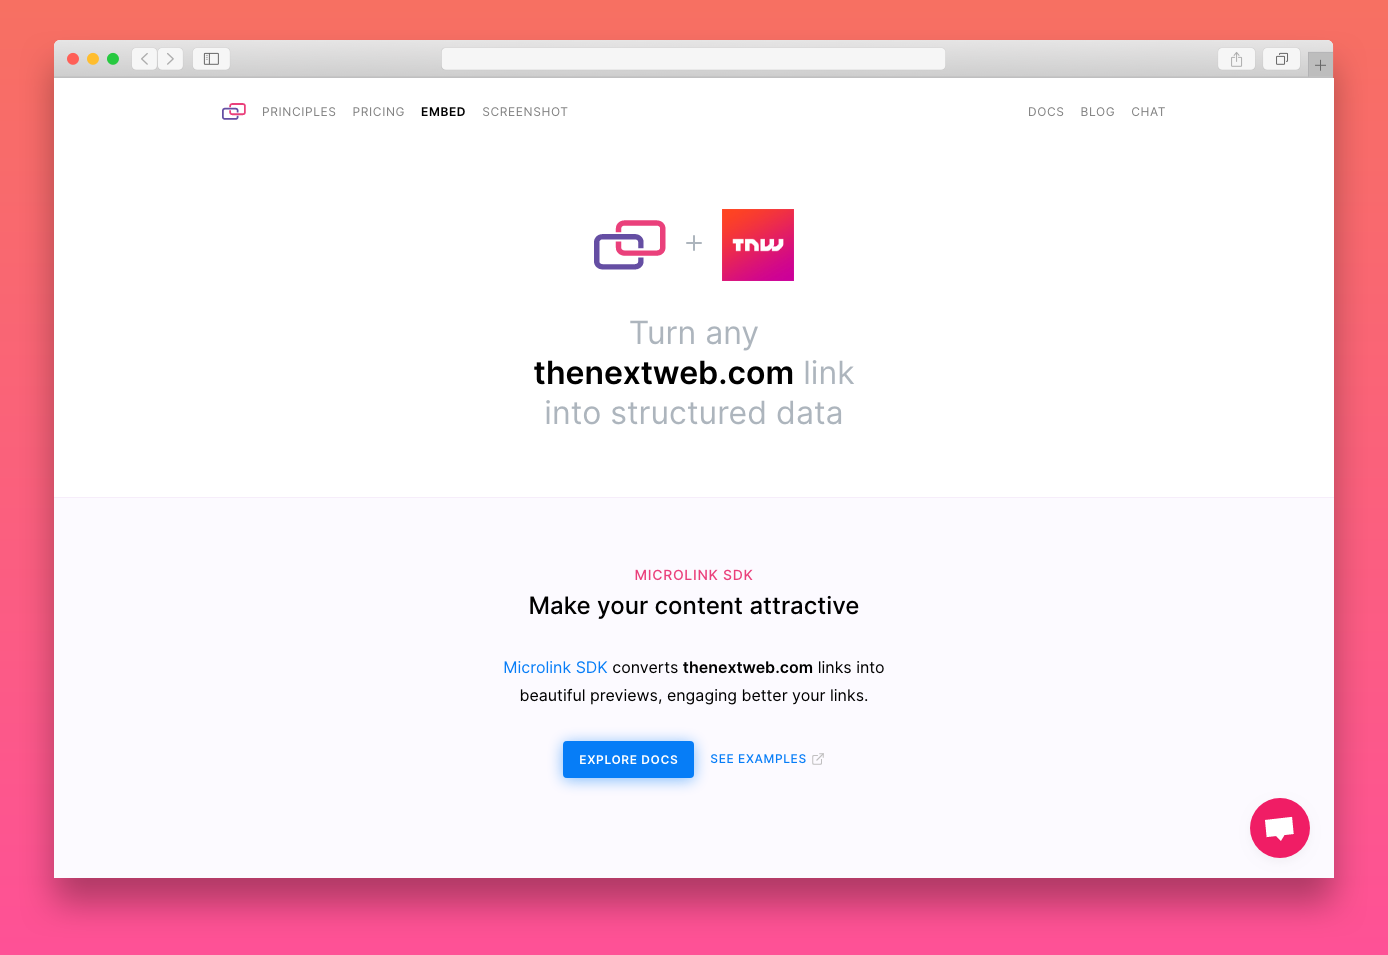 PRINCIPLES PRICING EMBED SCREENSHOT DOCS BLOG CHAT
TNW
Turn any
thenextweb.com link
into structured data
MICROLINK SDK
Make your content attractive
Microlink SDK converts thenextweb.com links into
beautiful previews, engaging better your links.
EXPLORE DOCS SEE EXAMPLES